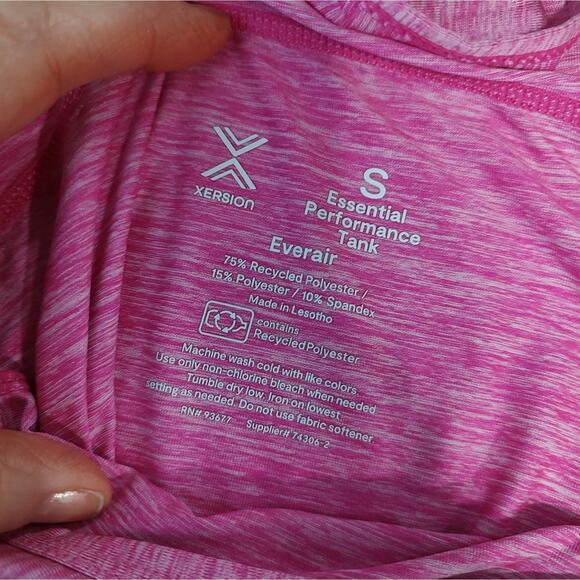 XERSION
S
Essential
Performance
Tank
Everair
75% Recycled Polyester /
15% Polyester / 10% Spandex
Made in Lesotho
contains
Recycled Polyester
Machine wash cold with like colors
Use only non-chlorine bleach when needed
Tumble dry low. Iron on lowest
setting as needed. Do not use fabric softener
RN# 93677 Supplier# 74306-2